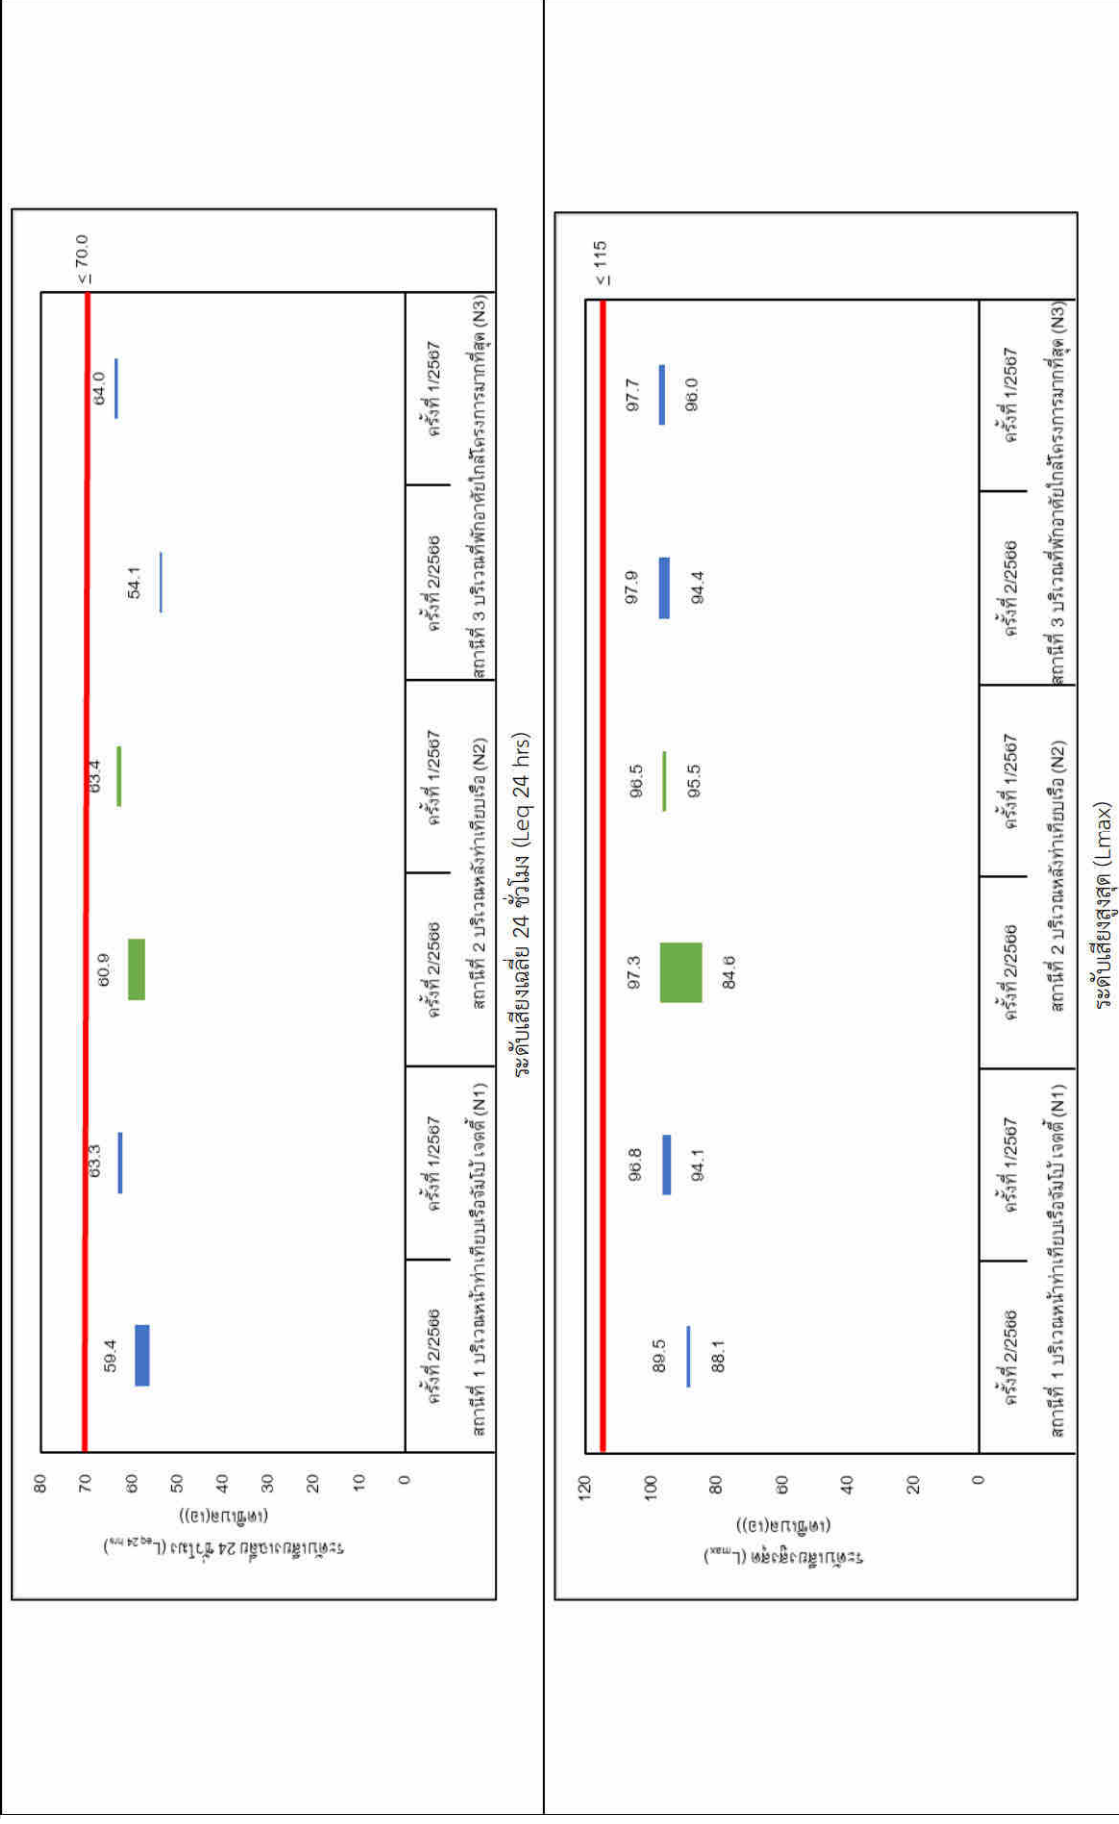 ≤ 70.0
80
70
60
50
40
30
20
10
0
ระดับเสียงเฉลี่ย 24 ชั่วโมง (Leq 24 hrs)
(เดซิเบล(เอ))
59.4
63.3
60.9
63.4
54.1
64.0
ครั้งที่ 2/2566
ครั้งที่ 1/2567
ครั้งที่ 2/2566
ครั้งที่ 1/2567
ครั้งที่ 2/2566
ครั้งที่ 1/2567
สถานีที่ 1 บริเวณหน้าท่าเทียบเรือจัมโบ้ เจตตี้ (N1)
สถานีที่ 2 บริเวณหลังท่าเทียบเรือ (N2)
สถานีที่ 3 บริเวณที่พักอาศัยใกล้โครงการมากที่สุด (N3)
ระดับเสียงเฉลี่ย 24 ชั่วโมง (Leq 24 hrs)
≤ 115
120
100
80
60
40
20
0
ระดับเสียงสูงสุด (Lmax)
(เดซิเบล(เอ))
89.5
96.8
97.3
96.5
97.9
97.7
88.1
94.1
84.6
95.5
94.4
96.0
ครั้งที่ 2/2566
ครั้งที่ 1/2567
ครั้งที่ 2/2566
ครั้งที่ 1/2567
ครั้งที่ 2/2566
ครั้งที่ 1/2567
สถานีที่ 1 บริเวณหน้าท่าเทียบเรือจัมโบ้ เจตตี้ (N1)
สถานีที่ 2 บริเวณหลังท่าเทียบเรือ (N2)
สถานีที่ 3 บริเวณที่พักอาศัยใกล้โครงการมากที่สุด (N3)
ระดับเสียงสูงสุด (Lmax)